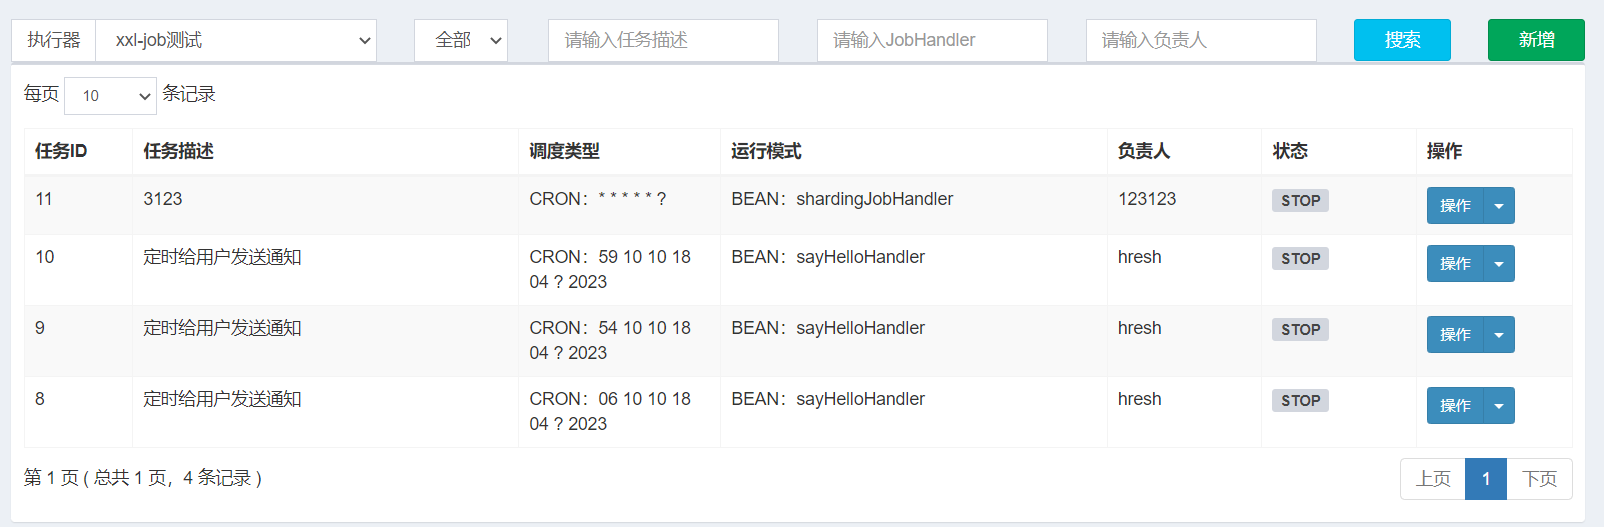 执行器 xxl-job测试 全部 请输入任务描述 请输入JobHandler 请输入负责人 搜索 新增
每页 10 条记录
任务ID 任务描述 调度类型 运行模式 负责人 状态 操作
11 3123 CRON：* * * * * ? BEAN：shardingJobHandler 123123 STOP 操作
10 定时给用户发送通知 CRON：59 10 10 18 BEAN：sayHelloHandler hresh STOP 操作
04 ? 2023
9 定时给用户发送通知 CRON：54 10 10 18 BEAN：sayHelloHandler hresh STOP 操作
04 ? 2023
8 定时给用户发送通知 CRON：06 10 10 18 BEAN：sayHelloHandler hresh STOP 操作
04 ? 2023
第 1 页 ( 总共 1 页，4 条记录 ) 上页 1 下页